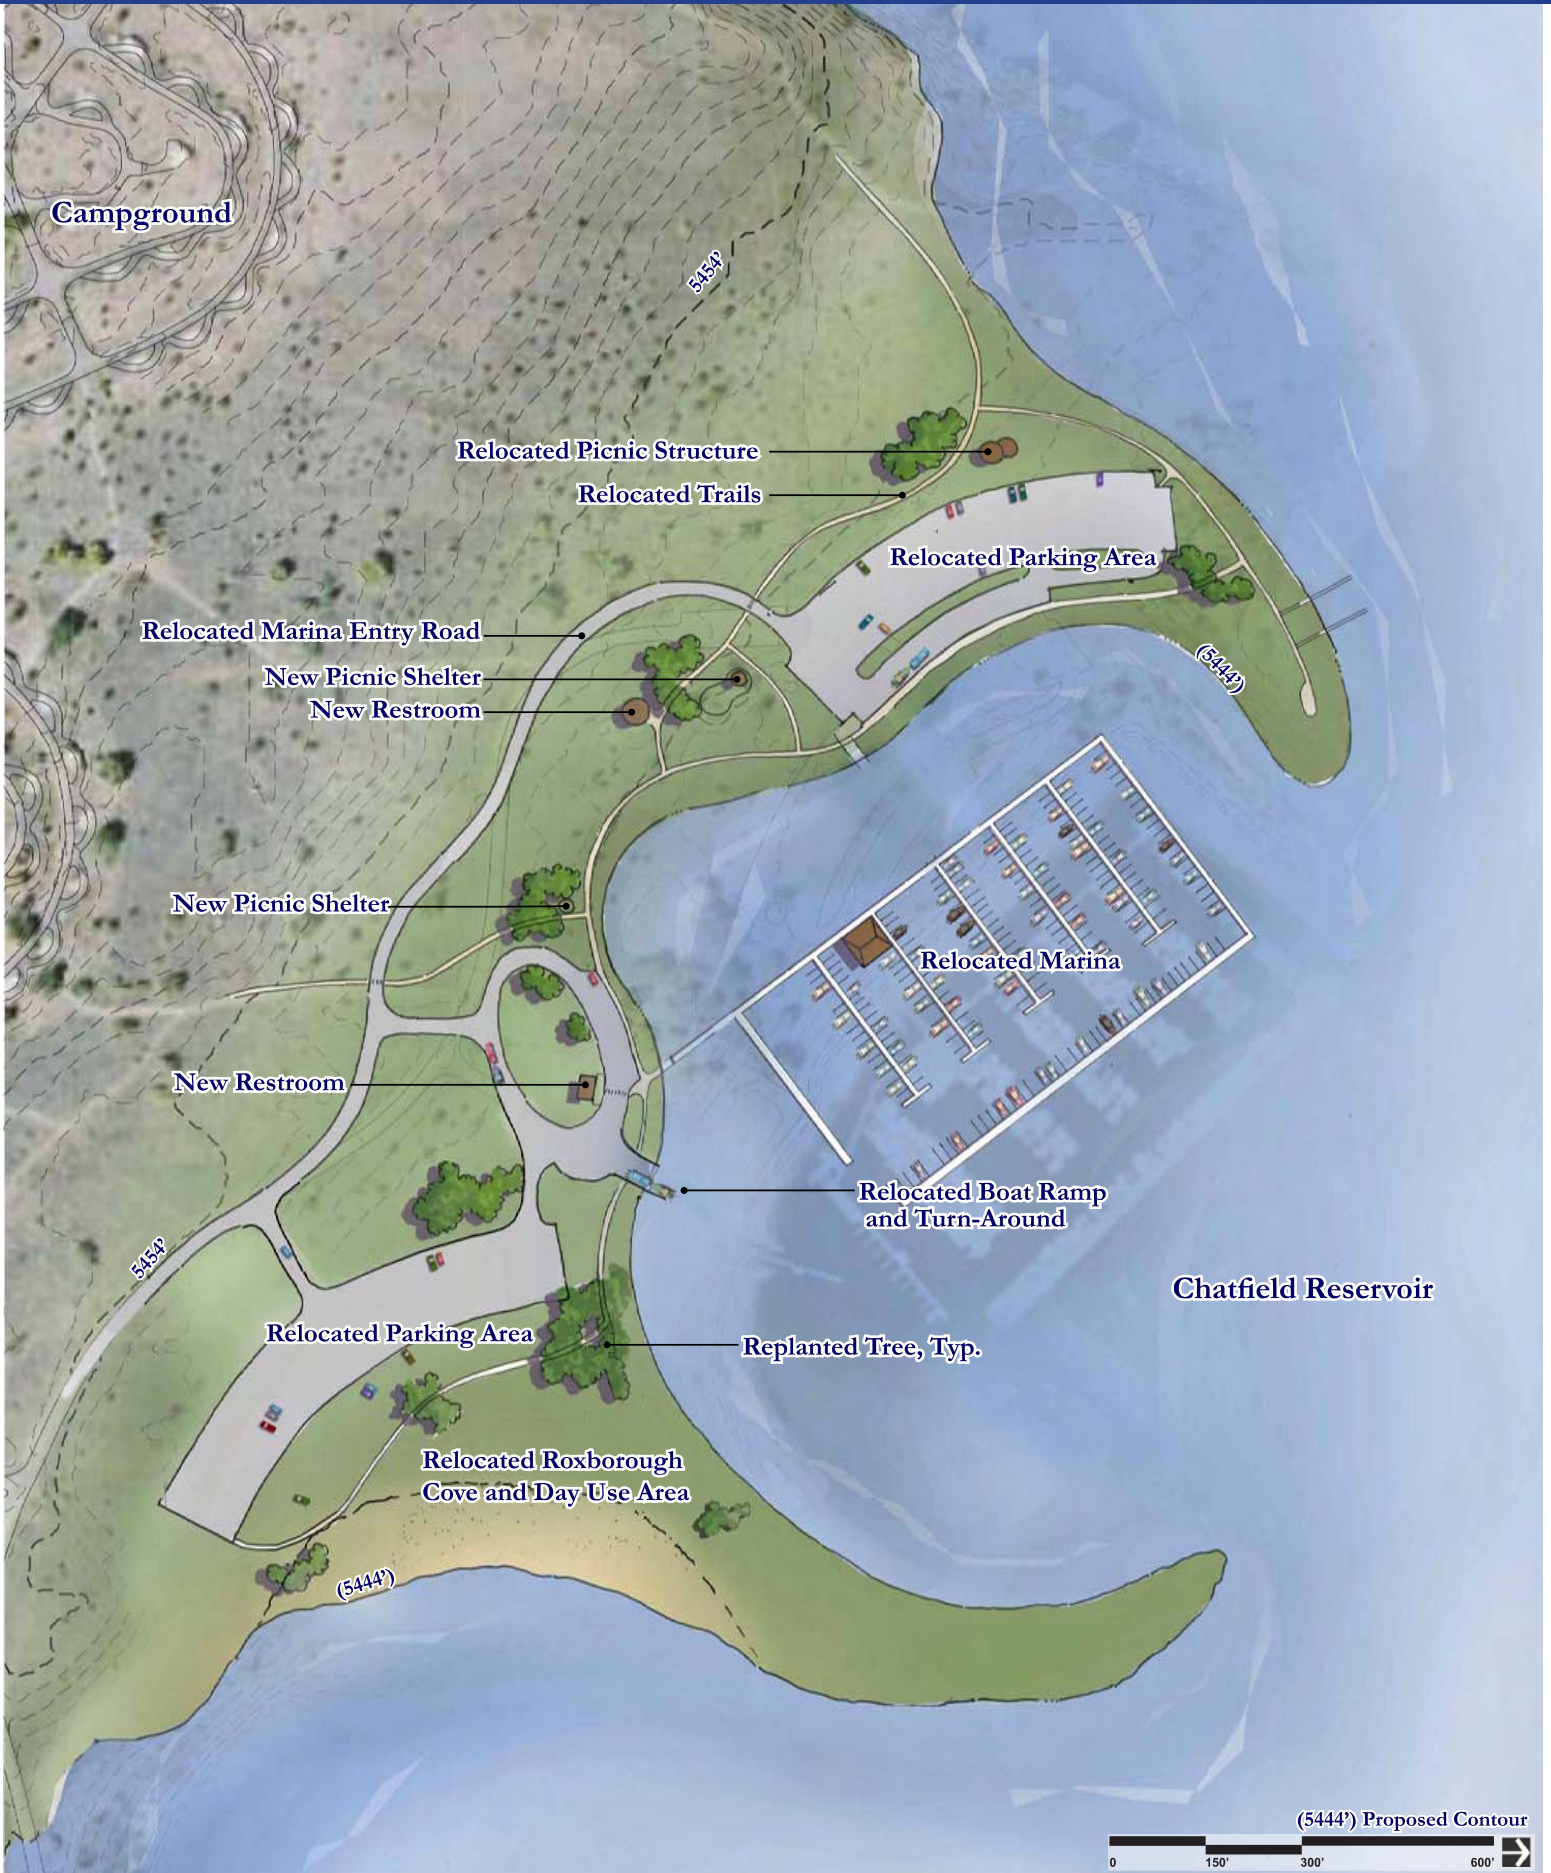 Campground
5454’
Relocated Picnic Structure
Relocated Trails
Relocated Parking Area
Relocated Marina Entry Road
New Picnic Shelter
New Restroom
(5444’)
New Picnic Shelter
Relocated Marina
New Restroom
Relocated Boat Ramp
and Turn-Around
5454’
Chatfield Reservoir
Relocated Parking Area
Replanted Tree, Typ.
Relocated Roxborough
Cove and Day Use Area
(5444’)
(5444’) Proposed Contour
0 150’ 300’ 600’